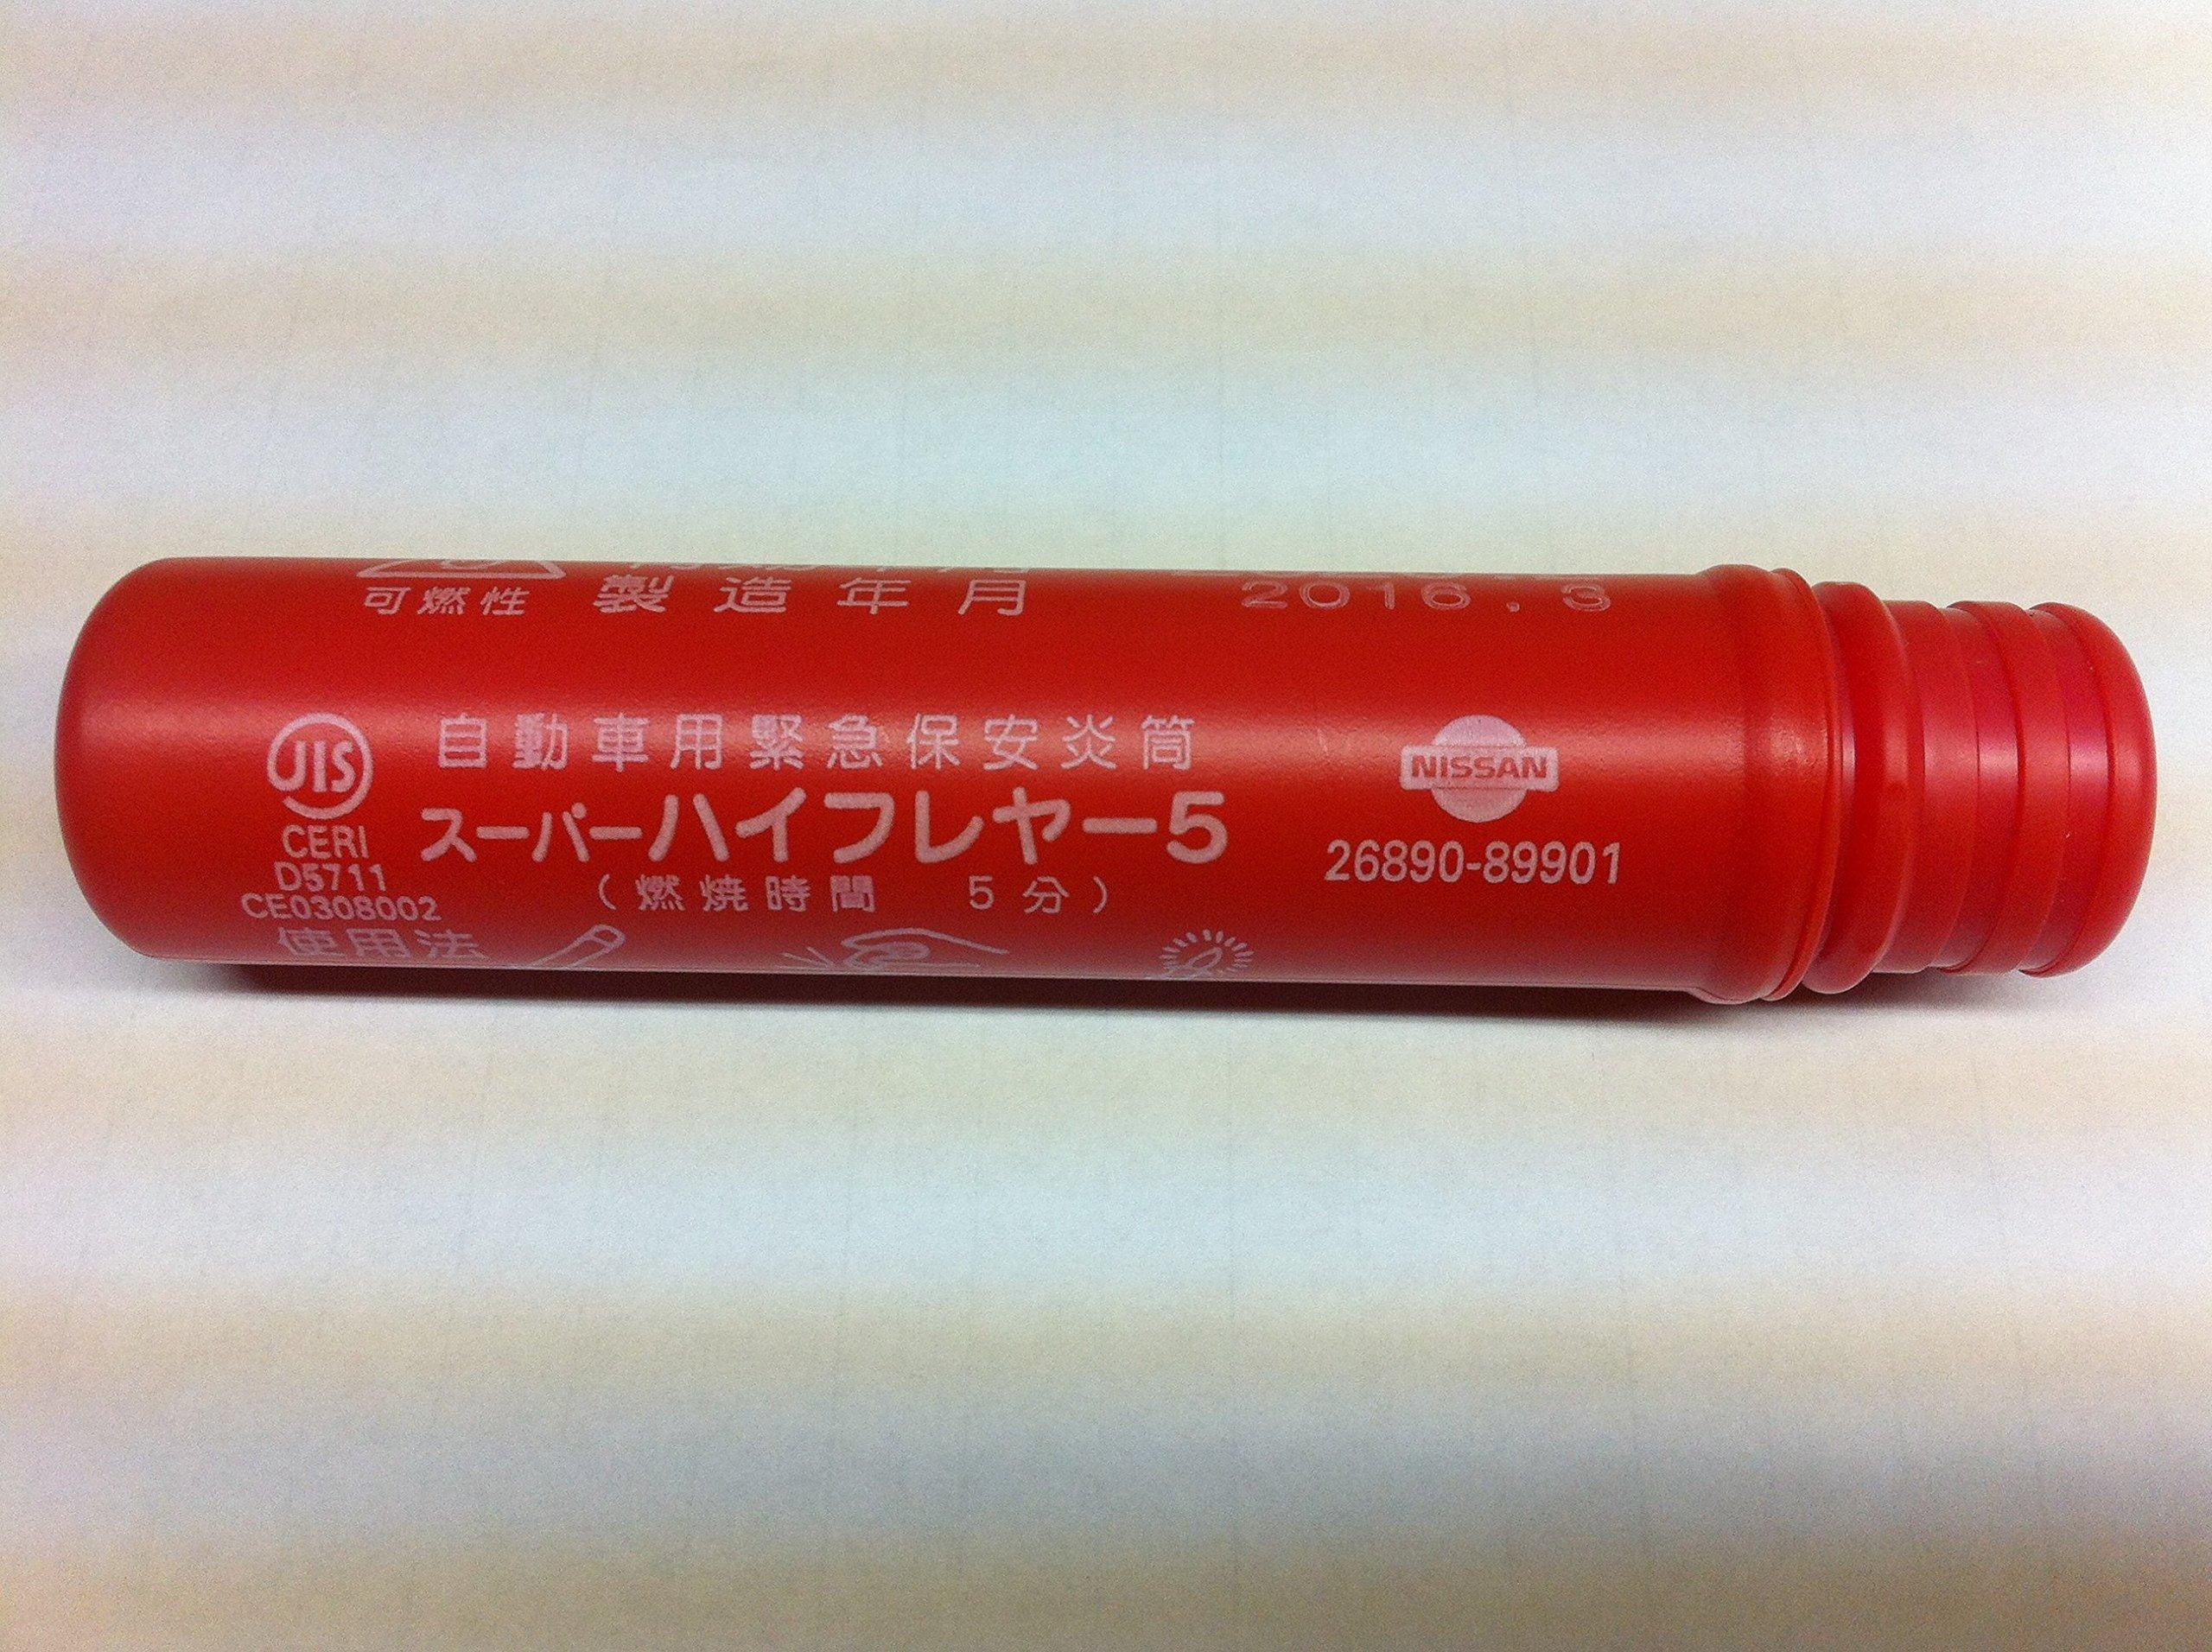 可燃性
製造年月 2016.3
JIS
CERI
D5711
CE0308002
自動車用緊急保安炎筒
スーパーハイフレヤー5
(燃焼時間 5分)
NISSAN
26890-89901
使用法